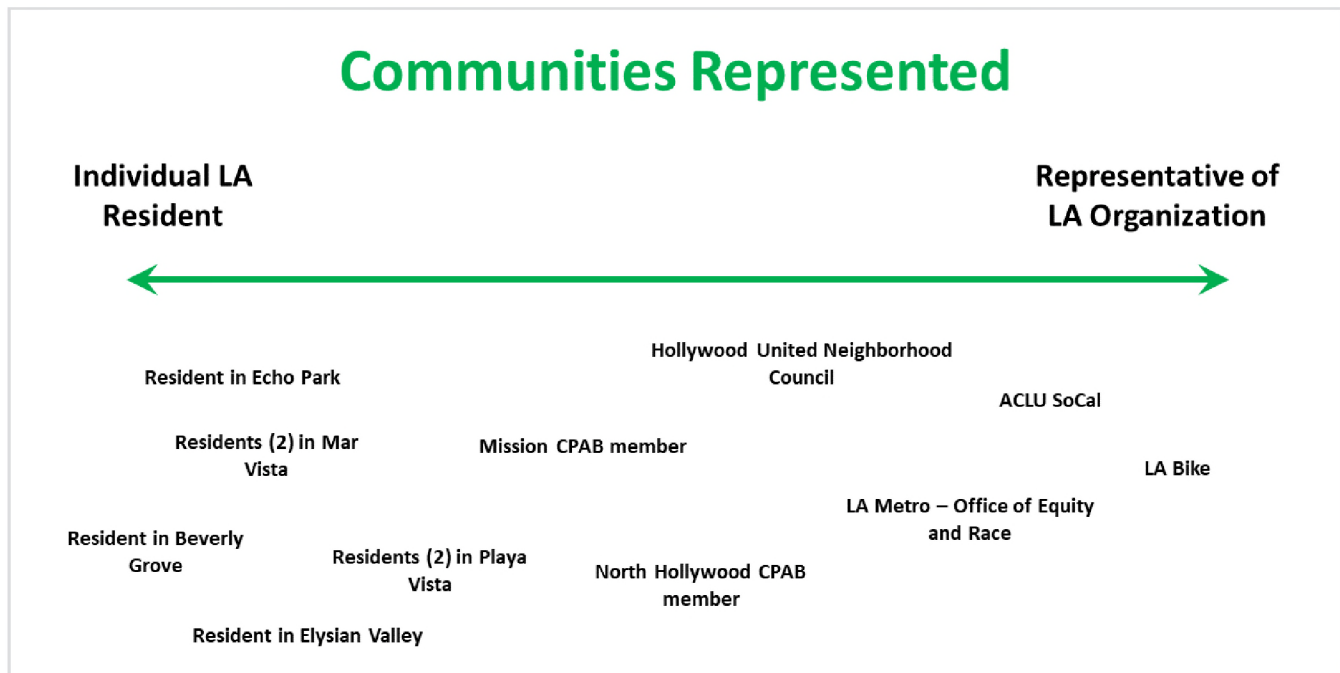 Communities Represented
Individual LA
Resident
Representative of
LA Organization
Hollywood United Neighborhood
Council
Resident in Echo Park
ACLU SoCal
Residents (2) in Mar
Vista
Mission CPAB member
LA Bike
LA Metro – Office of Equity
and Race
Resident in Beverly
Grove
Residents (2) in Playa
Vista
North Hollywood CPAB
member
Resident in Elysian Valley